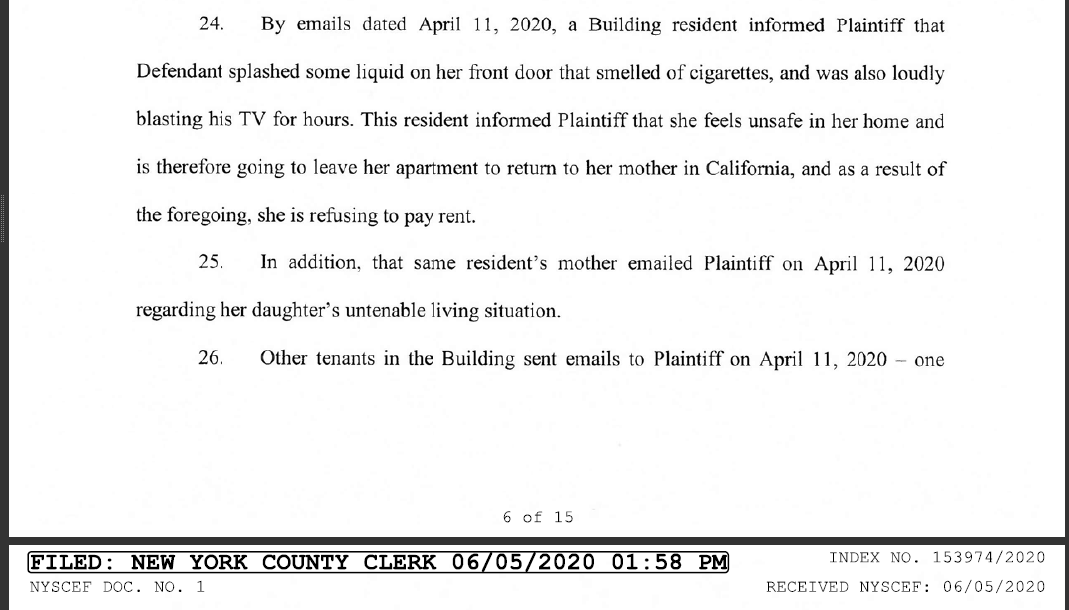 24. By emails dated April 11, 2020, a Building resident informed Plaintiff that
Defendant splashed some liquid on her front door that smelled of cigarettes, and was also loudly
blasting his TV for hours. This resident informed Plaintiff that she feels unsafe in her home and
is therefore going to leave her apartment to return to her mother in California, and as a result of
the foregoing, she is refusing to pay rent.
25. In addition, that same resident's mother emailed Plaintiff on April 11, 2020
regarding her daughter's untenable living situation.
26. Other tenants in the Building sent emails to Plaintiff on April 11, 2020 – one
6 of 15
FILED: NEW YORK COUNTY CLERK 06/05/2020 01:58 PM
INDEX NO. 153974/2020
NYSCEF DOC. NO. 1
RECEIVED NYSCEF: 06/05/2020